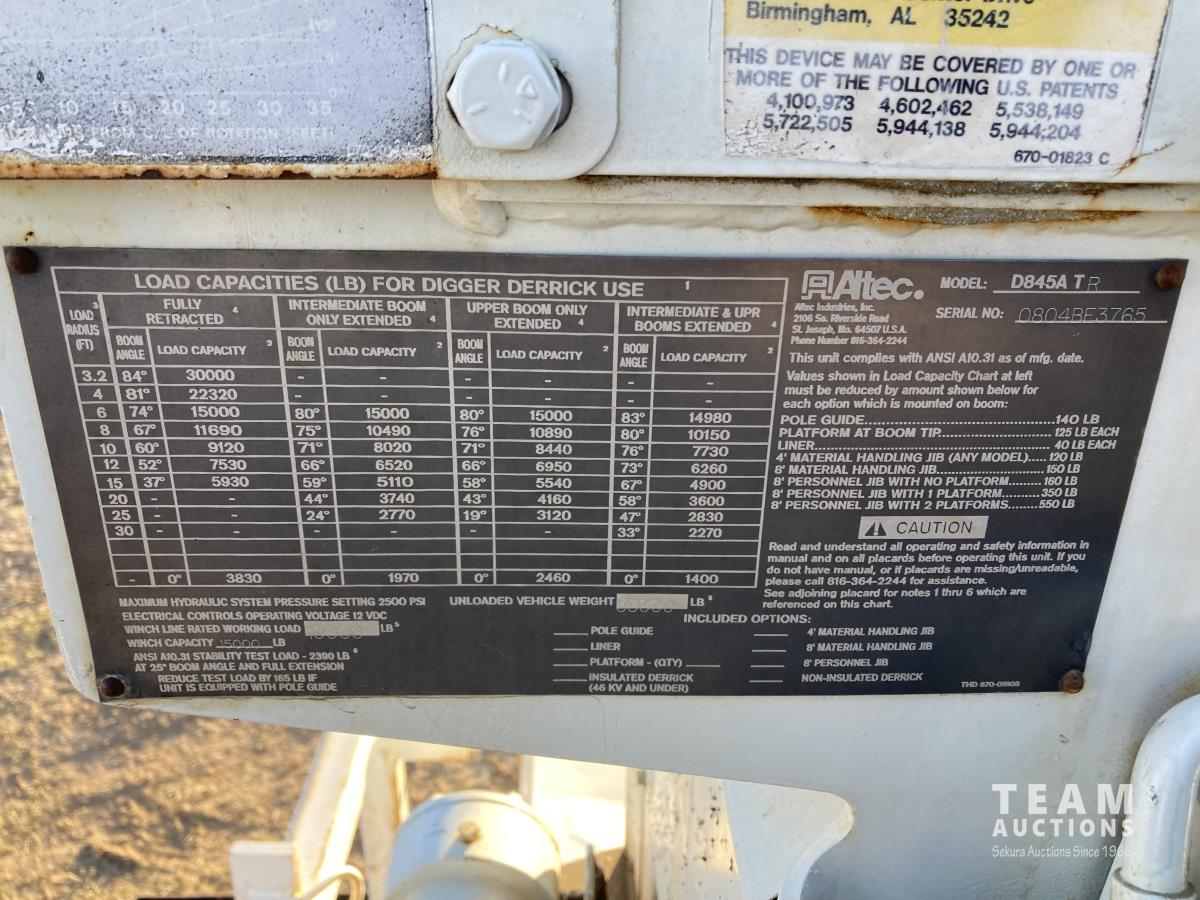 10 15 20 25 30 35
FROM C/L OF ROTATION (FEET)
Birmingham, AL 35242
THIS DEVICE MAY BE COVERED BY ONE OR
MORE OF THE FOLLOWING U.S. PATENTS
4,100,973 4,602,462 5,538,149
5,722,505 5,944,138 5,944,204
670-01823 C
LOAD CAPACITIES (LB) FOR DIGGER DERRICK USE 1
LOAD RADIUS (FT) 3
FULLY RETRACTED 4
INTERMEDIATE BOOM ONLY EXTENDED 4
UPPER BOOM ONLY EXTENDED 4
INTERMEDIATE & UPR BOOMS EXTENDED 4
BOOM ANGLE LOAD CAPACITY 2 BOOM ANGLE LOAD CAPACITY 2 BOOM ANGLE LOAD CAPACITY 2 BOOM ANGLE LOAD CAPACITY 2
3.2 84° 30000 - - - - - -
4 81° 22320 - - - - - -
6 74° 15000 80° 15000 80° 15000 83° 14980
8 67° 11690 75° 10490 76° 10890 80° 10150
10 60° 9120 71° 8020 71° 8440 76° 7730
12 52° 7530 66° 6520 66° 6950 73° 6260
15 37° 5930 59° 5110 58° 5540 67° 4900
20 - - 44° 3740 43° 4160 58° 3600
25 - - 24° 2770 19° 3120 47° 2830
30 - - - - - - 33° 2270
- 0° 3830 0° 1970 0° 2460 0° 1400
MAXIMUM HYDRAULIC SYSTEM PRESSURE SETTING 2500 PSI
ELECTRICAL CONTROLS OPERATING VOLTAGE 12 VDC
WINCH LINE RATED WORKING LOAD LB 5
WINCH CAPACITY 15000 LB
ANSI A10.31 STABILITY TEST LOAD - 2390 LB 6
AT 25° BOOM ANGLE AND FULL EXTENSION
REDUCE TEST LOAD BY 165 LB IF
UNIT IS EQUIPPED WITH POLE GUIDE
UNLOADED VEHICLE WEIGHT LB 6
INCLUDED OPTIONS:
____ POLE GUIDE ____ 4' MATERIAL HANDLING JIB
____ LINER ____ 8' MATERIAL HANDLING JIB
____ PLATFORM - (QTY) ____ ____ 8' PERSONNEL JIB
____ INSULATED DERRICK ____ NON-INSULATED DERRICK
(46 KV AND UNDER)
THD 670-01808
Altec.
Altec Industries, Inc.
2106 So. Riverside Road
St. Joseph, Mo. 64507 U.S.A.
Phone Number 816-364-2244
MODEL: D845A TR
SERIAL NO: 0804BE3765
This unit complies with ANSI A10.31 as of mfg. date.
Values shown in Load Capacity Chart at left
must be reduced by amount shown below for
each option which is mounted on boom:
POLE GUIDE..........140 LB
PLATFORM AT BOOM TIP..........125 LB EACH
LINER..........40 LB EACH
4' MATERIAL HANDLING JIB (ANY MODEL)....120 LB
8' MATERIAL HANDLING JIB..........150 LB
8' PERSONNEL JIB WITH NO PLATFORM.........160 LB
8' PERSONNEL JIB WITH 1 PLATFORM..........350 LB
8' PERSONNEL JIB WITH 2 PLATFORMS........550 LB
CAUTION
Read and understand all operating and safety information in
manual and on all placards before operating this unit. If you
do not have manual, or if placards are missing/unreadable,
please call 816-364-2244 for assistance.
See adjoining placard for notes 1 thru 6 which are
referenced on this chart.
TEAM
AUCTIONS
Sekura Auctions Since 1966